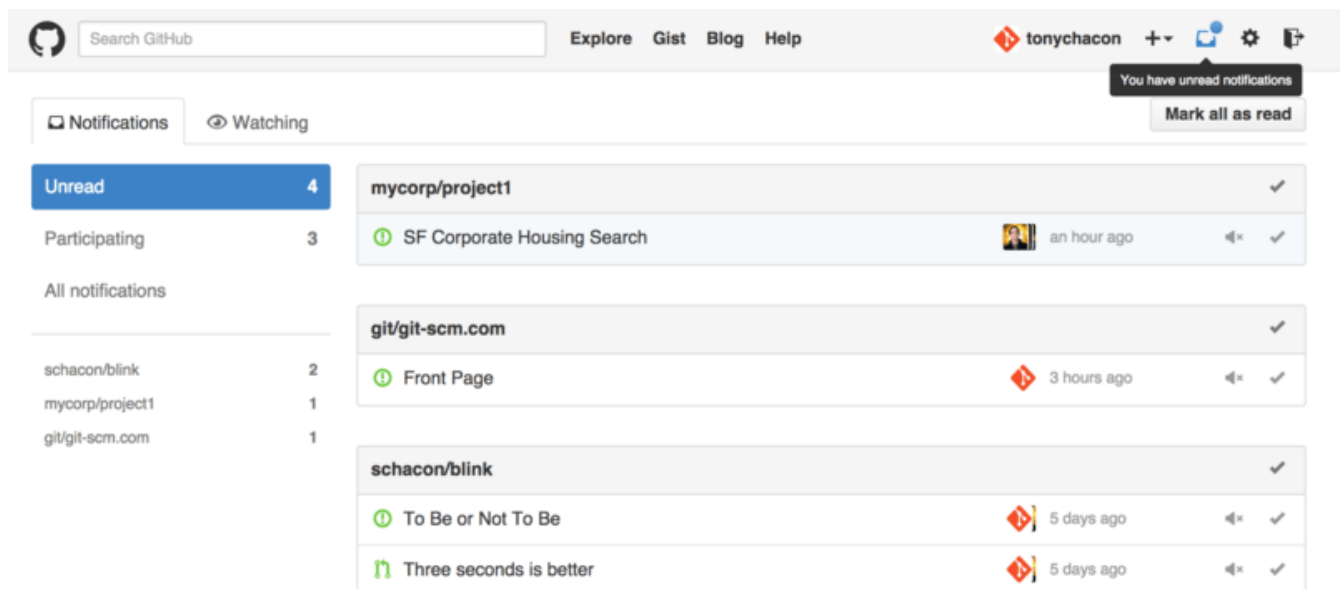 Search GitHub Explore Gist Blog Help tonychacon
You have unread notifications
Notifications Watching Mark all as read
Unread 4
Participating 3
All notifications
schacon/blink 2
mycorp/project1 1
git/git-scm.com 1
mycorp/project1
SF Corporate Housing Search an hour ago
git/git-scm.com
Front Page 3 hours ago
schacon/blink
To Be or Not To Be 5 days ago
Three seconds is better 5 days ago